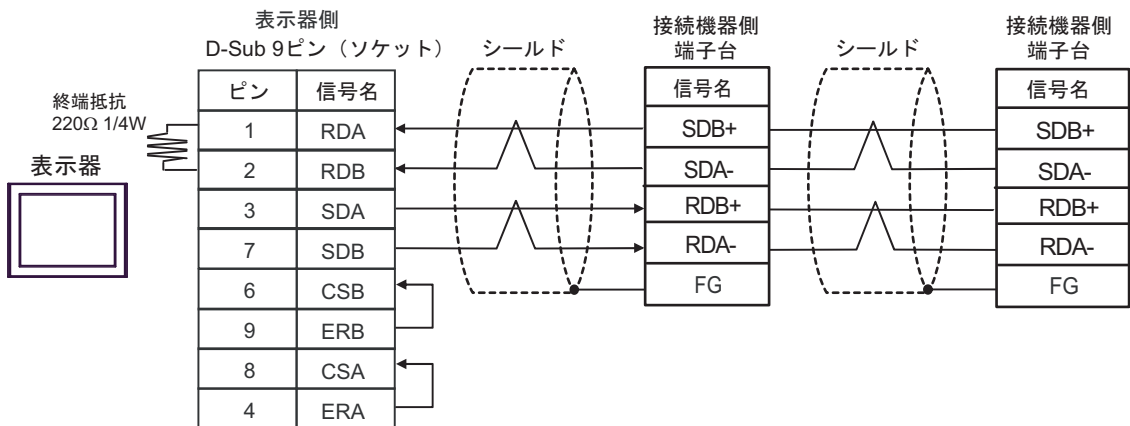 表示器側
D-Sub 9ピン（ソケット）
シールド
接続機器側
端子台
シールド
接続機器側
端子台
終端抵抗
220Ω 1/4W
表示器
ピン 信号名
1 RDA
2 RDB
3 SDA
7 SDB
6 CSB
9 ERB
8 CSA
4 ERA
信号名
SDB+
SDA-
RDB+
RDA-
FG
信号名
SDB+
SDA-
RDB+
RDA-
FG